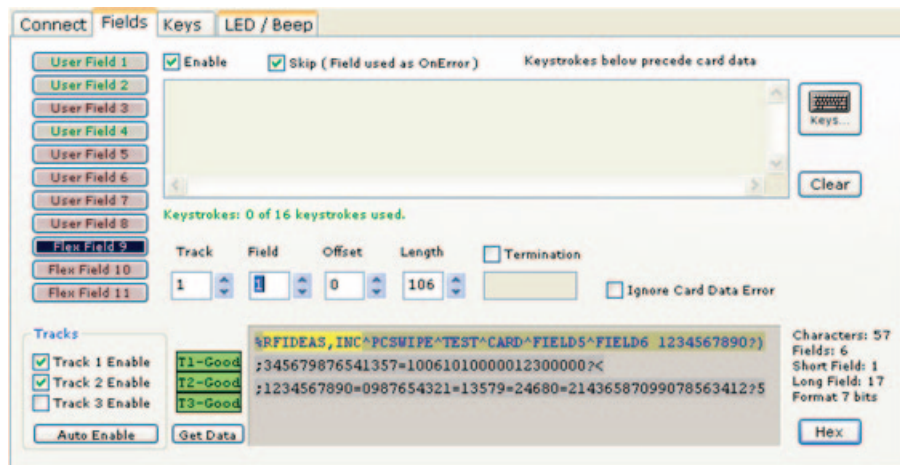 Connect Fields Keys LED / Beep
User Field 1
User Field 2
User Field 3
User Field 4
User Field 5
User Field 6
User Field 7
User Field 8
Flex Field 9
Flex Field 10
Flex Field 11
Enable Skip ( Field used as OnError ) Keystrokes below precede card data
Keys...
Clear
Keystrokes: 0 of 16 keystrokes used.
Track Field Offset Length Termination
1 1 0 106
Ignore Card Data Error
Tracks
Track 1 Enable
Track 2 Enable
Track 3 Enable
Auto Enable
T1-Good
T2-Good
T3-Good
Get Data
%RFIDEAS,INC^PCSWIPE^TEST^CARD^FIELD5^FIELD6 1234567890?)
;345679876541357=10061010000012300000?<
;1234567890=0987654321=13579=24680=21436587099078563412?5
Characters: 57
Fields: 6
Short Field: 1
Long Field: 17
Format 7 bits
Hex